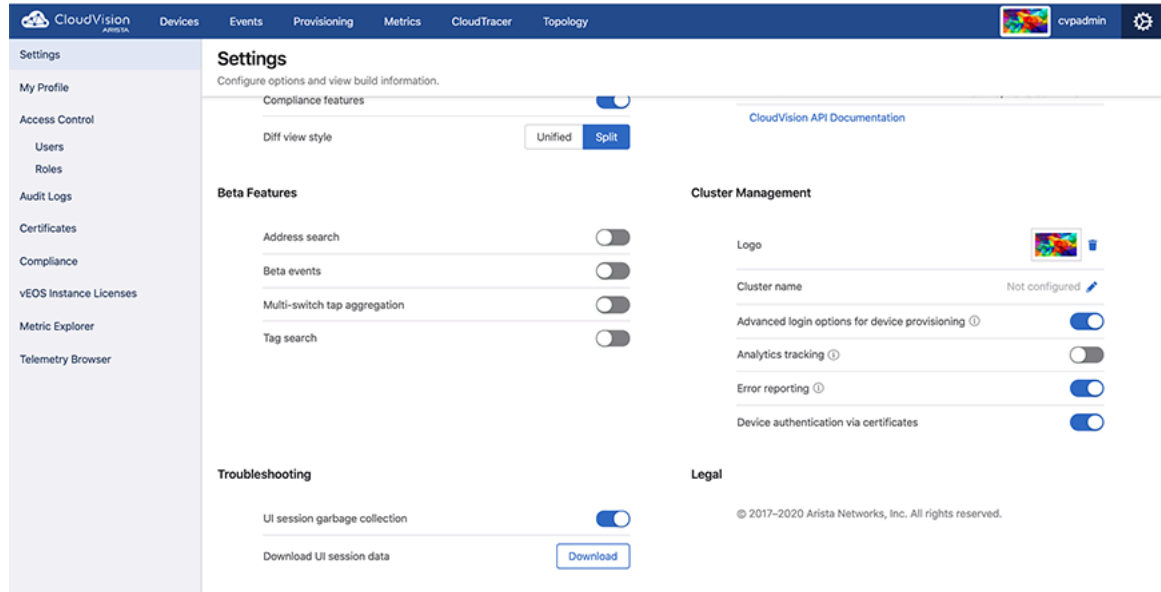 CloudVision
ARISTA
Devices
Events
Provisioning
Metrics
CloudTracer
Topology
cvpadmin
Settings
My Profile
Access Control
Users
Roles
Audit Logs
Certificates
Compliance
vEOS Instance Licenses
Metric Explorer
Telemetry Browser
Settings
Configure options and view build information.
Compliance features
Diff view style
Unified
Split
CloudVision API Documentation
Beta Features
Address search
Beta events
Multi-switch tap aggregation
Tag search
Cluster Management
Logo
Cluster name
Not configured
Advanced login options for device provisioning
Analytics tracking
Error reporting
Device authentication via certificates
Troubleshooting
UI session garbage collection
Download UI session data
Download
Legal
© 2017–2020 Arista Networks, Inc. All rights reserved.